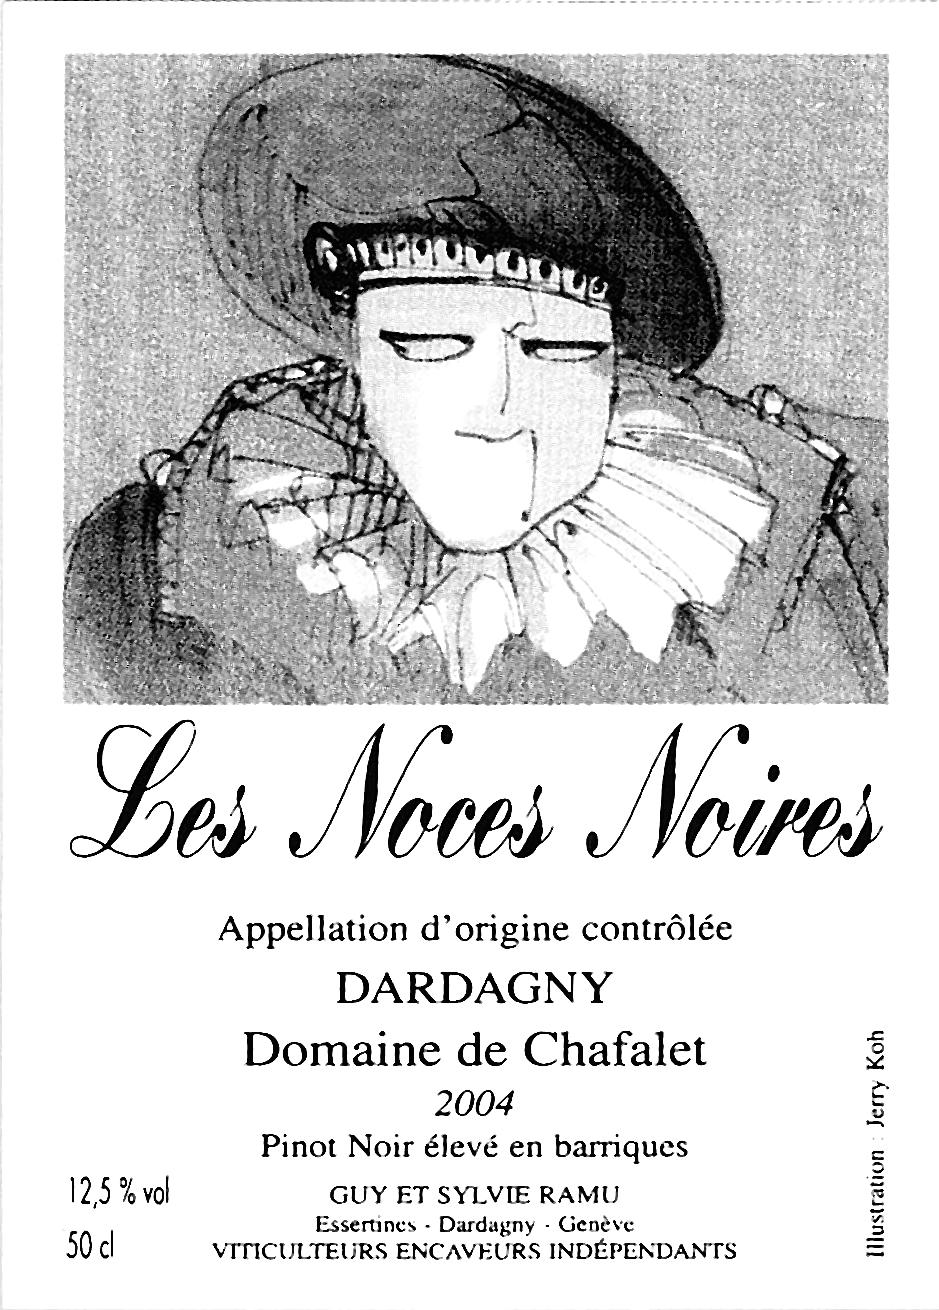 Les Noces Noires
Appellation d'origine contrôlée
DARDAGNY
Domaine de Chafalet
2004
Pinot Noir élevé en barriques
12,5 % vol
50 cl
GUY ET SYLVIE RAMU
Essertines - Dardagny - Genève
VITICULTEURS ENCAVEURS INDÉPENDANTS
Illustration : Jerry Koh